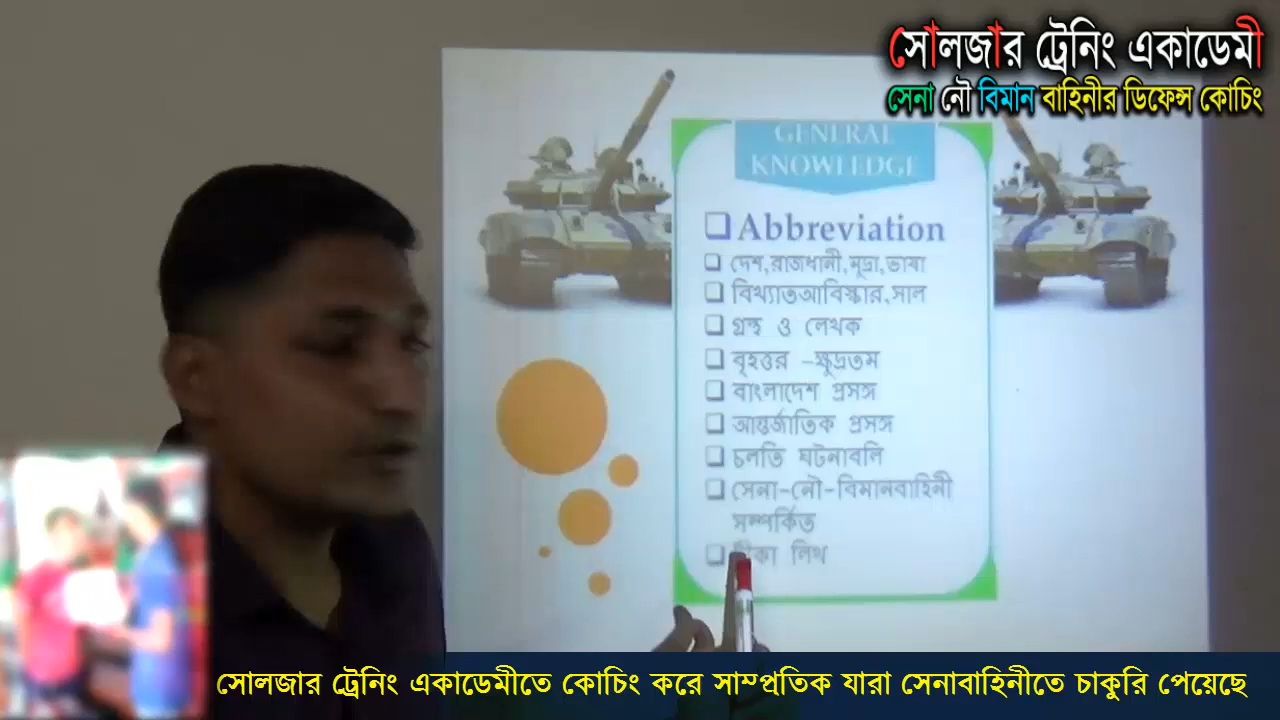 সোলজার ট্রেনিং একাডেমী
সেনা নৌ বিমান বাহিনীর ডিফেন্স কোচিং
GENERAL
KNOWLEDGE
Abbreviation
দেশ,রাজধানী,মুদ্রা,ভাষা
বিখ্যাতআবিস্কার,সাল
গ্রন্থ ও লেখক
বৃহত্তর -ক্ষুদ্রতম
বাংলাদেশ প্রসঙ্গ
আন্তর্জাতিক প্রসঙ্গ
চলতি ঘটনাবলি
সেনা-নৌ-বিমানবাহিনী
সম্পর্কিত
লিখ
সোলজার ট্রেনিং একাডেমীতে কোচিং করে সাম্প্রতিক যারা সেনাবাহিনীতে চাকুরি পেয়েছে